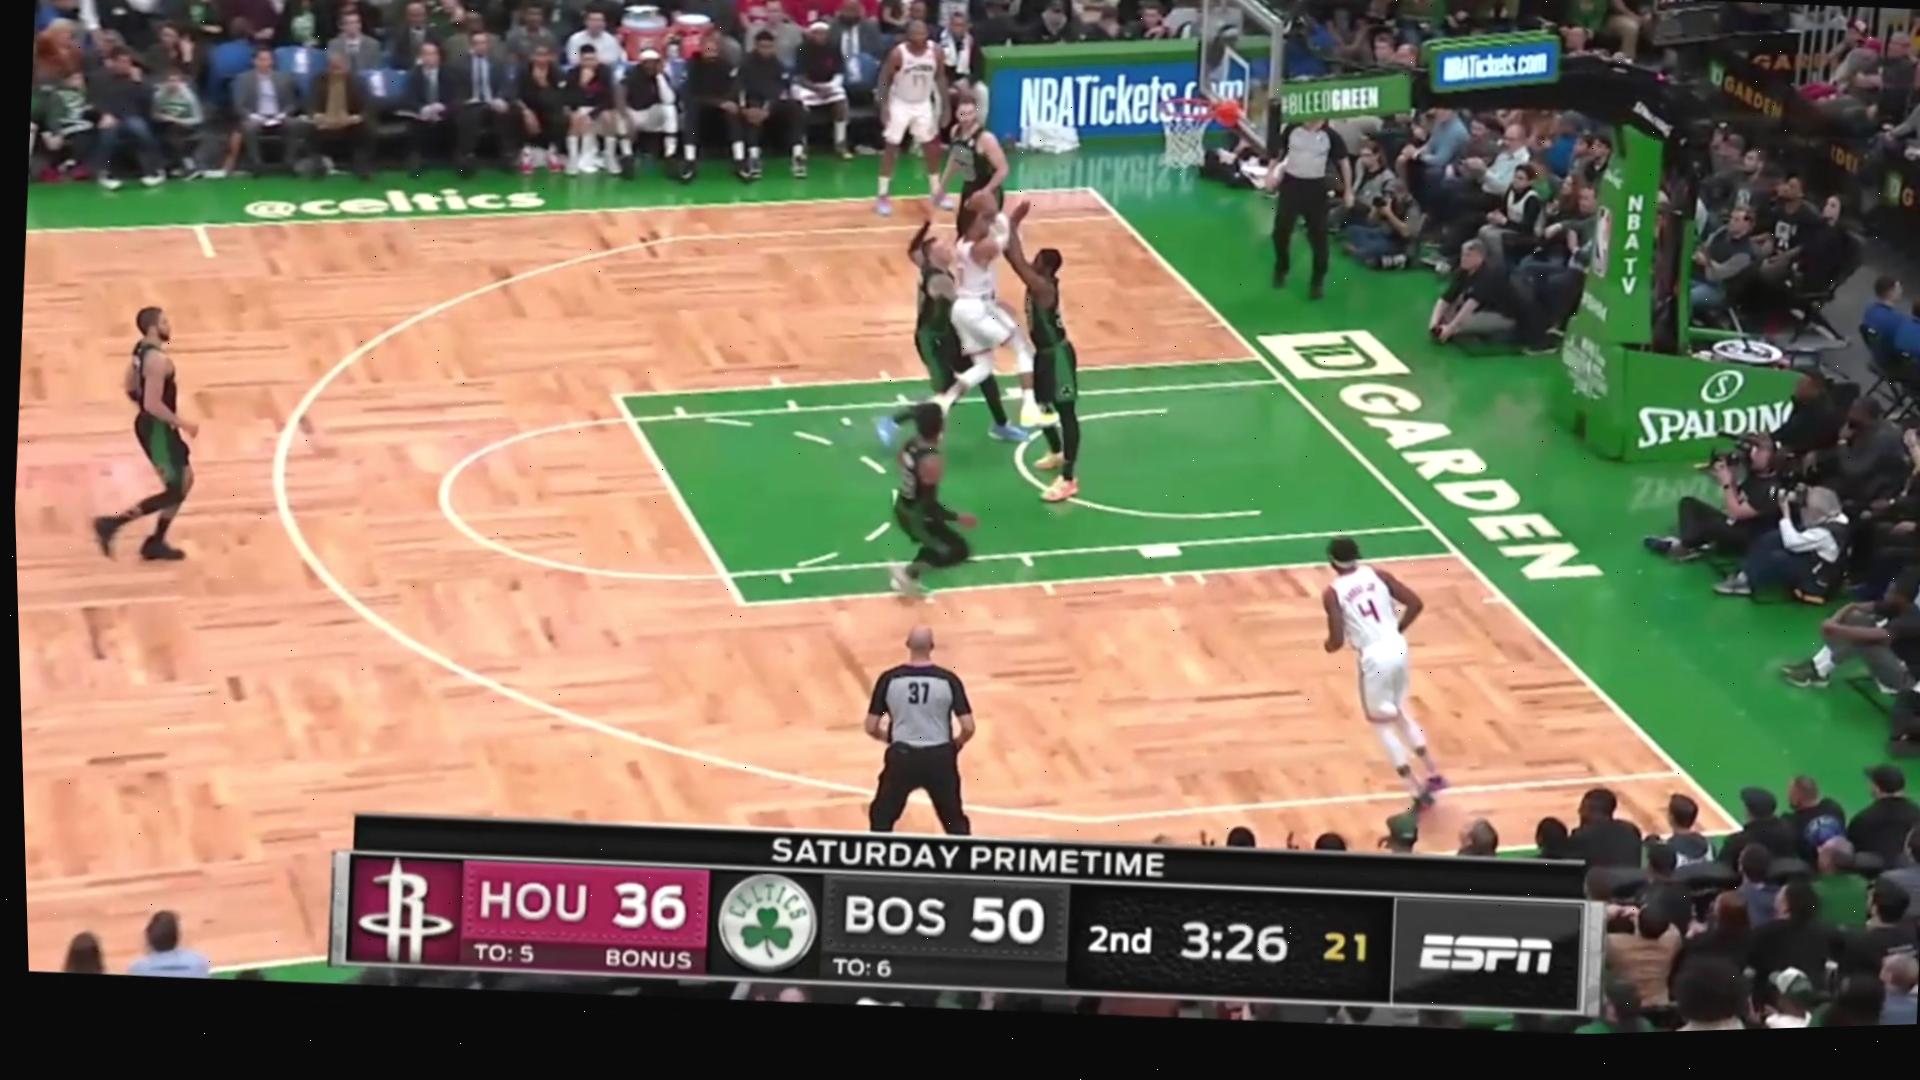 NBATickets.com
NBATickets.com
#BLEEDGREEN
GARDEN
@celtics
NBA TV
TD GARDEN
SPALDING
4
37
SATURDAY PRIMETIME
HOU 36
TO: 5 BONUS
CELTICS
BOS 50
TO: 6
2nd 3:26 21
ESPN